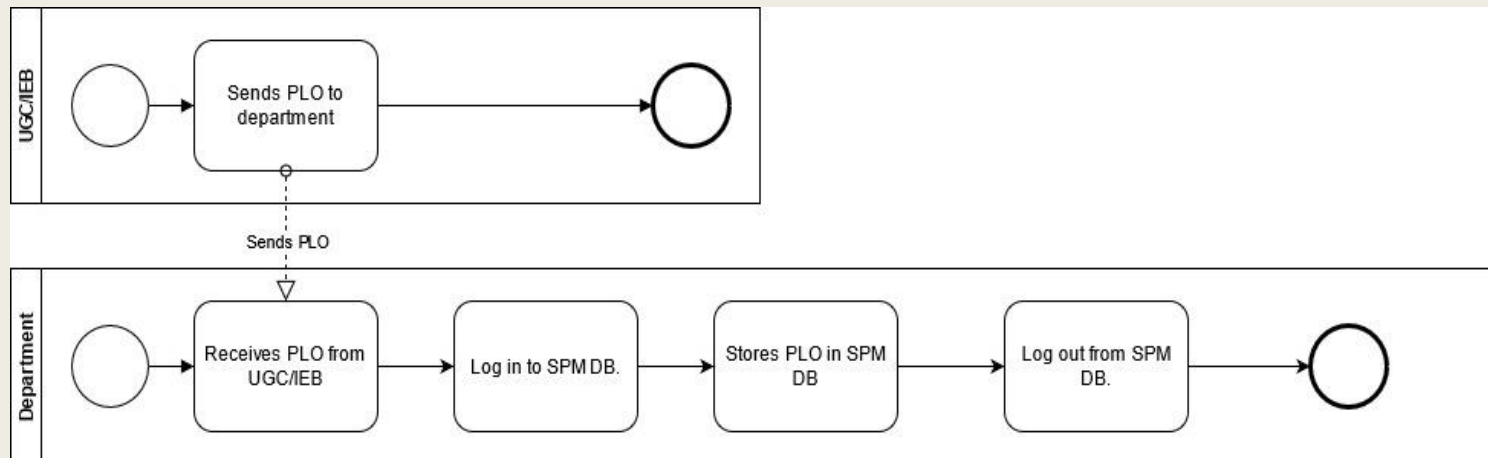 UGC/IEB
Sends PLO to
department
Sends PLO
Department
Receives PLO from
UGC/IEB
Log in to SPM DB.
Stores PLO in SPM
DB
Log out from SPM
DB.